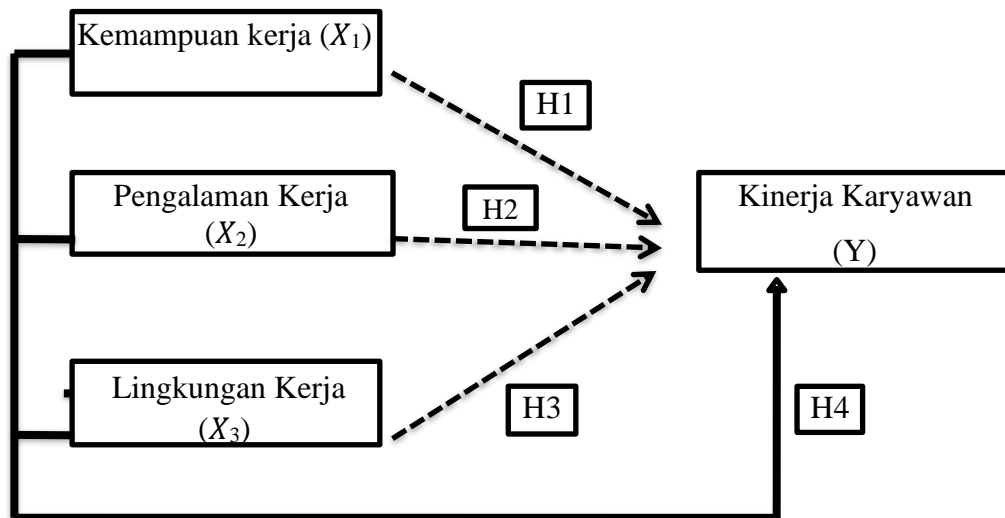 Kemampuan kerja (𝑋1)
H1
Pengalaman Kerja
(𝑋2)
H2
Kinerja Karyawan
(Y)
Lingkungan Kerja
(𝑋3)
H3
H4